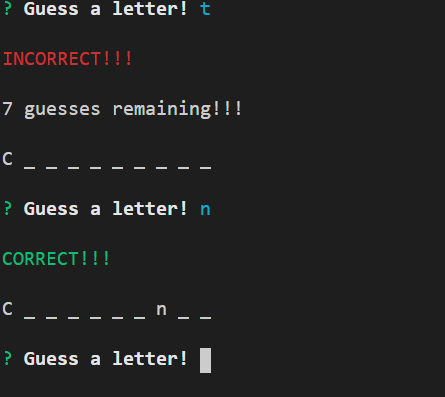 ? Guess a letter! t
INCORRECT!!!
7 guesses remaining!!!
C _ _ _ _ _ _ _ _ _
? Guess a letter! n
CORRECT!!!
C _ _ _ _ _ _ n _ _
? Guess a letter!